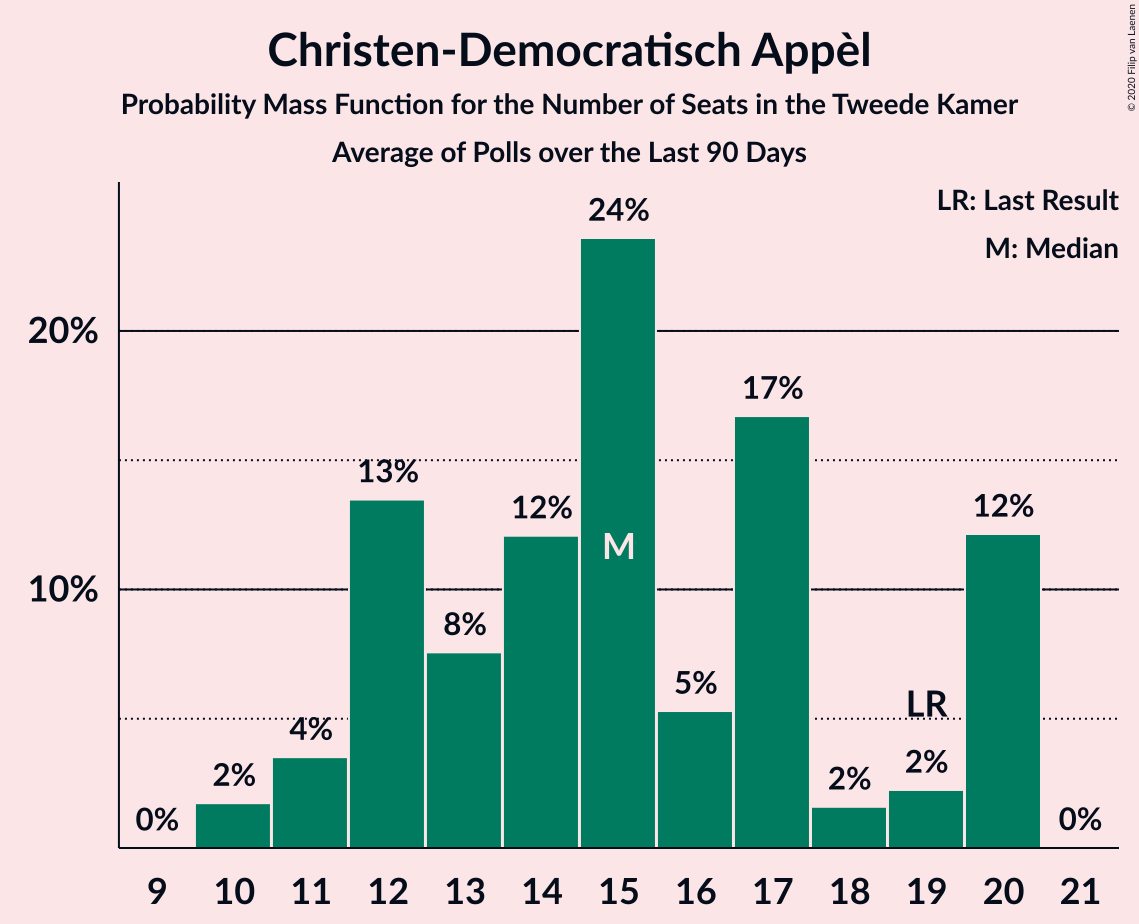 Christen-Democratisch Appèl
Probability Mass Function for the Number of Seats in the Tweede Kamer
Average of Polls over the Last 90 Days
© 2020 Filip van Laenen
LR: Last Result
M: Median
20%
10%
0%
2%
4%
13%
8%
12%
24%
M
5%
17%
2%
LR
2%
12%
0%
9 10 11 12 13 14 15 16 17 18 19 20 21